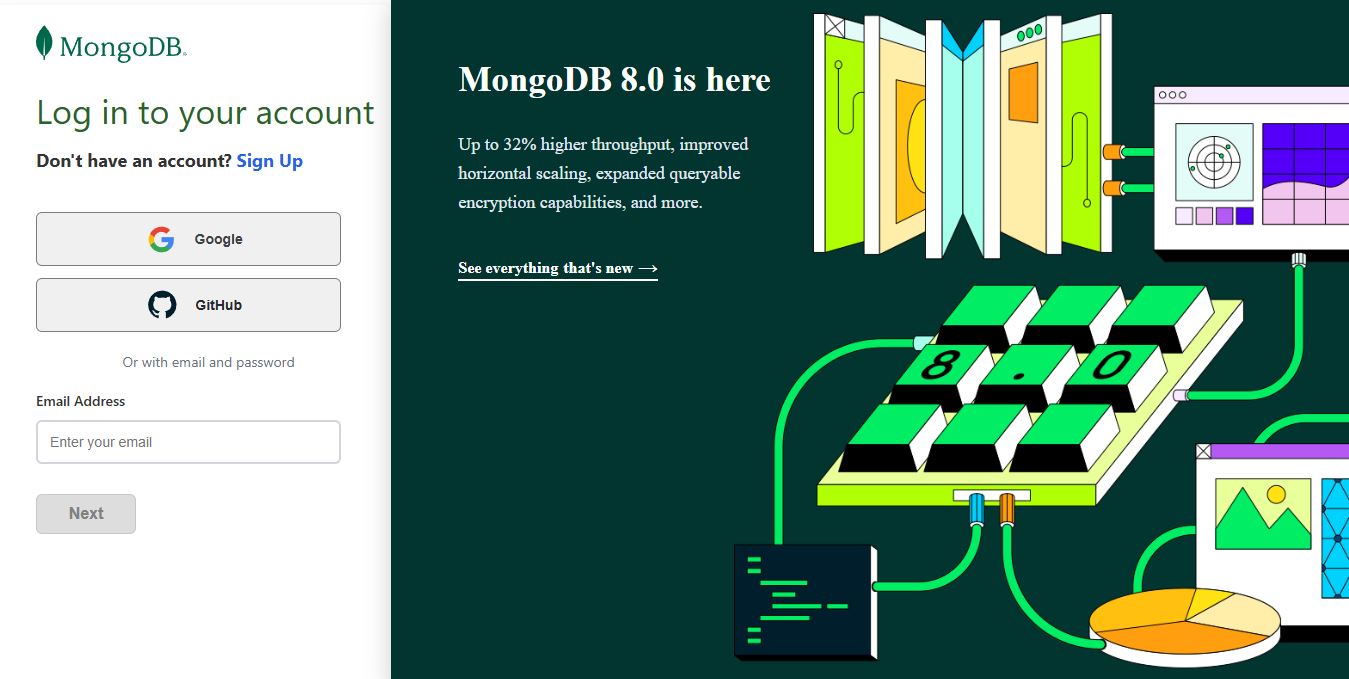 MongoDB.
Log in to your account
Don't have an account? Sign Up
Google
GitHub
Or with email and password
Email Address
Enter your email
Next
MongoDB 8.0 is here
Up to 32% higher throughput, improved
horizontal scaling, expanded queryable
encryption capabilities, and more.
See everything that's new →
8 . 0